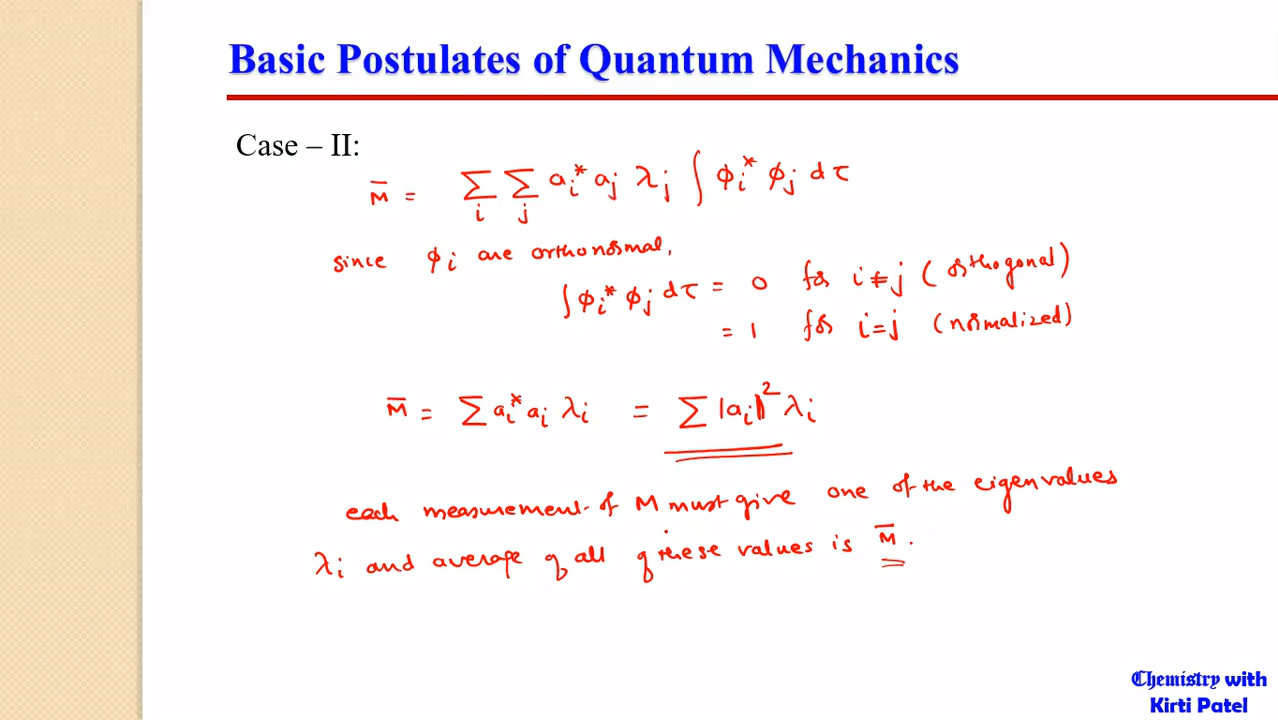 Basic Postulates of Quantum Mechanics
Case – II:
M̄ = Σ_i Σ_j a_i* a_j λ_j ∫ ϕ_i* ϕ_j dτ
since ϕ_i are orthonormal,
∫ ϕ_i* ϕ_j dτ = 0 for i ≠ j (orthogonal)
= 1 for i = j (normalized)
M̄ = Σ a_i* a_i λ_i = Σ |a_i|² λ_i
each measurement of M must give one of the eigenvalues
λ_i and average of all of these values is M̄.
Chemistry with
Kirti Patel